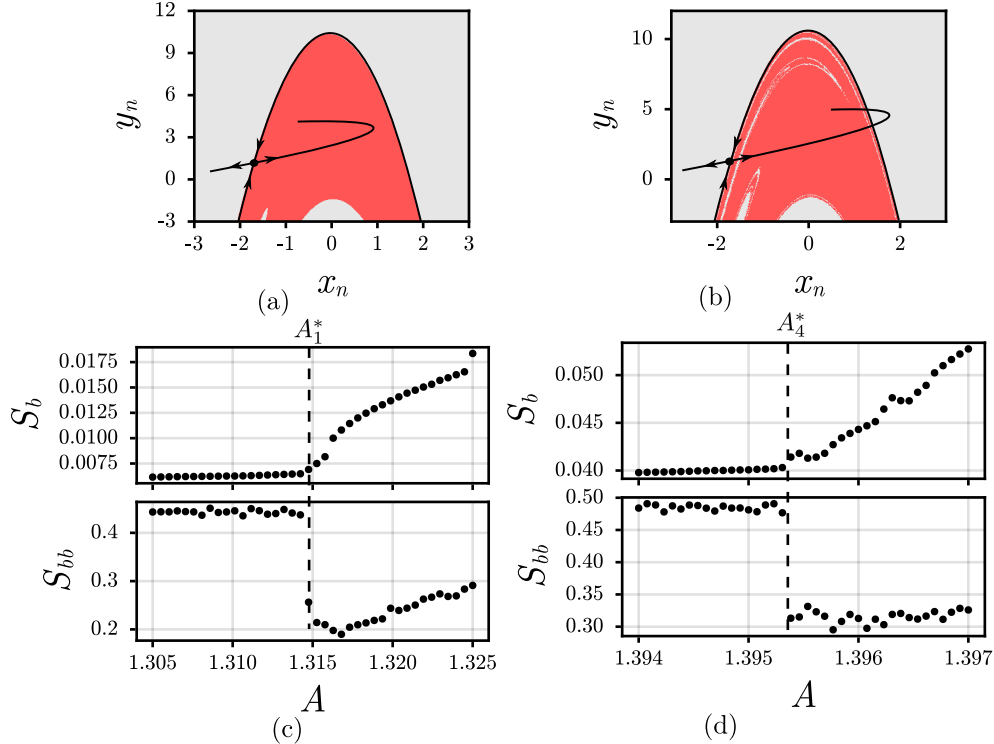 12
9
6
3
0
-3
y_n
-3 -2 -1 0 1 2 3
x_n
(a)
10
5
0
y_n
-2 0 2
x_n
(b)
A_1^*
0.0175
0.0150
0.0125
0.0100
0.0075
S_b
0.4
0.3
0.2
S_{bb}
1.305 1.310 1.315 1.320 1.325
A
(c)
A_4^*
0.050
0.045
0.040
S_b
0.50
0.45
0.40
0.35
0.30
S_{bb}
1.394 1.395 1.396 1.397
A
(d)